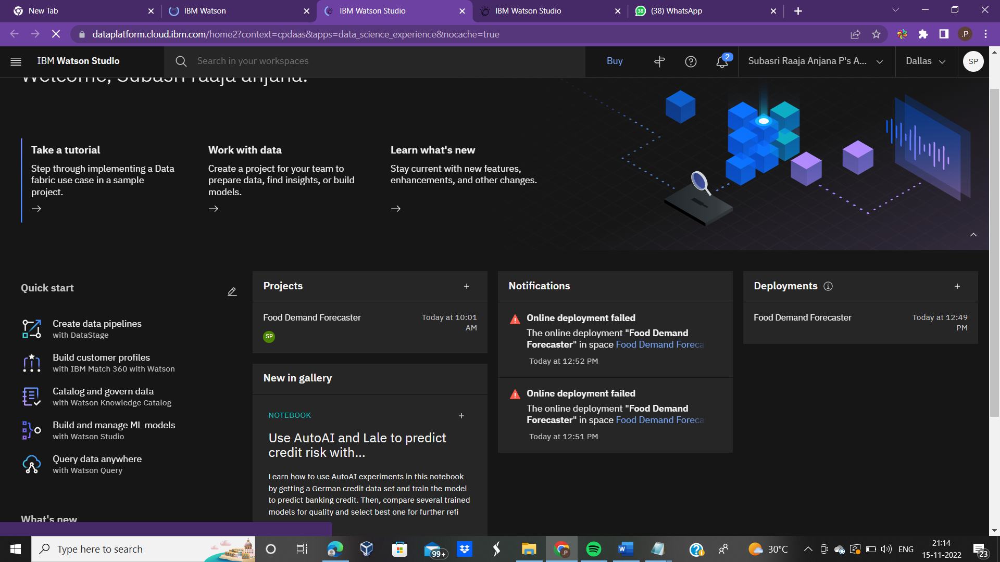 New Tab
IBM Watson
IBM Watson Studio
IBM Watson Studio
(38) WhatsApp
dataplatform.cloud.ibm.com/home2?context=cpdaas&apps=data_science_experience&nocache=true
IBM Watson Studio
Search in your workspaces
Buy
2
Subasri Raaja Anjana P's A...
Dallas
SP
Welcome, Subasri raaja anjana!
Take a tutorial
Step through implementing a Data
fabric use case in a sample
project.
Work with data
Create a project for your team to
prepare data, find insights, or build
models.
Learn what's new
Stay current with new features,
enhancements, and other changes.
Quick start
Create data pipelines
with DataStage
Build customer profiles
with IBM Match 360 with Watson
Catalog and govern data
with Watson Knowledge Catalog
Build and manage ML models
with Watson Studio
Query data anywhere
with Watson Query
What's new
Projects
Food Demand Forecaster
Today at 10:01
AM
SP
New in gallery
NOTEBOOK
Use AutoAI and Lale to predict
credit risk with...
Learn how to use AutoAI experiments in this notebook
by getting a German credit data set and train the model
to predict banking credit. Then, compare several trained
models for quality and select best one for further refi
Notifications
Online deployment failed
The online deployment "Food Demand
Forecaster" in space Food Demand Foreca
Today at 12:52 PM
Online deployment failed
The online deployment "Food Demand
Forecaster" in space Food Demand Foreca
Today at 12:51 PM
Deployments
Food Demand Forecaster
Today at 12:49
PM
Type here to search
99+
30°C
ENG
21:14
15-11-2022
23
38
.P